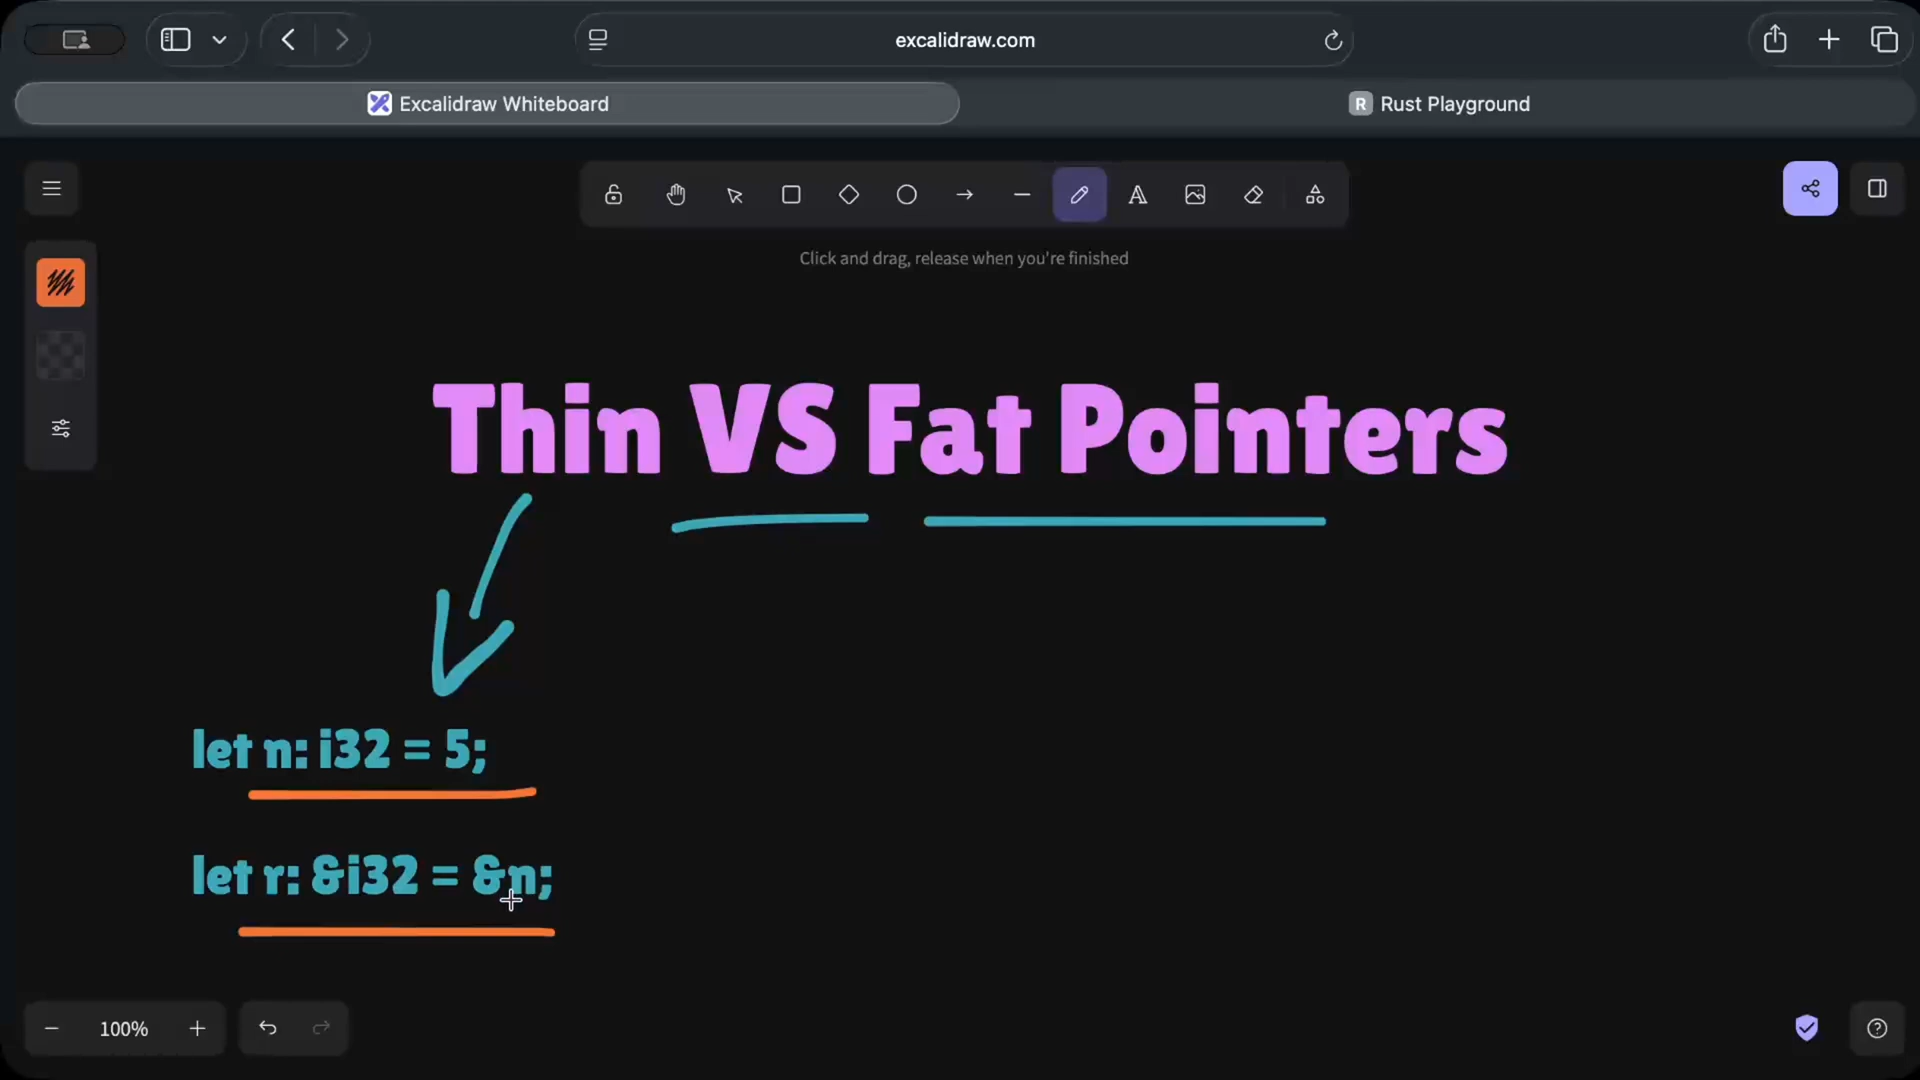 excalidraw.com
Excalidraw Whiteboard
R Rust Playground
Click and drag, release when you're finished
Thin VS Fat Pointers
let n: i32 = 5;
let r: &i32 = &n;
100%